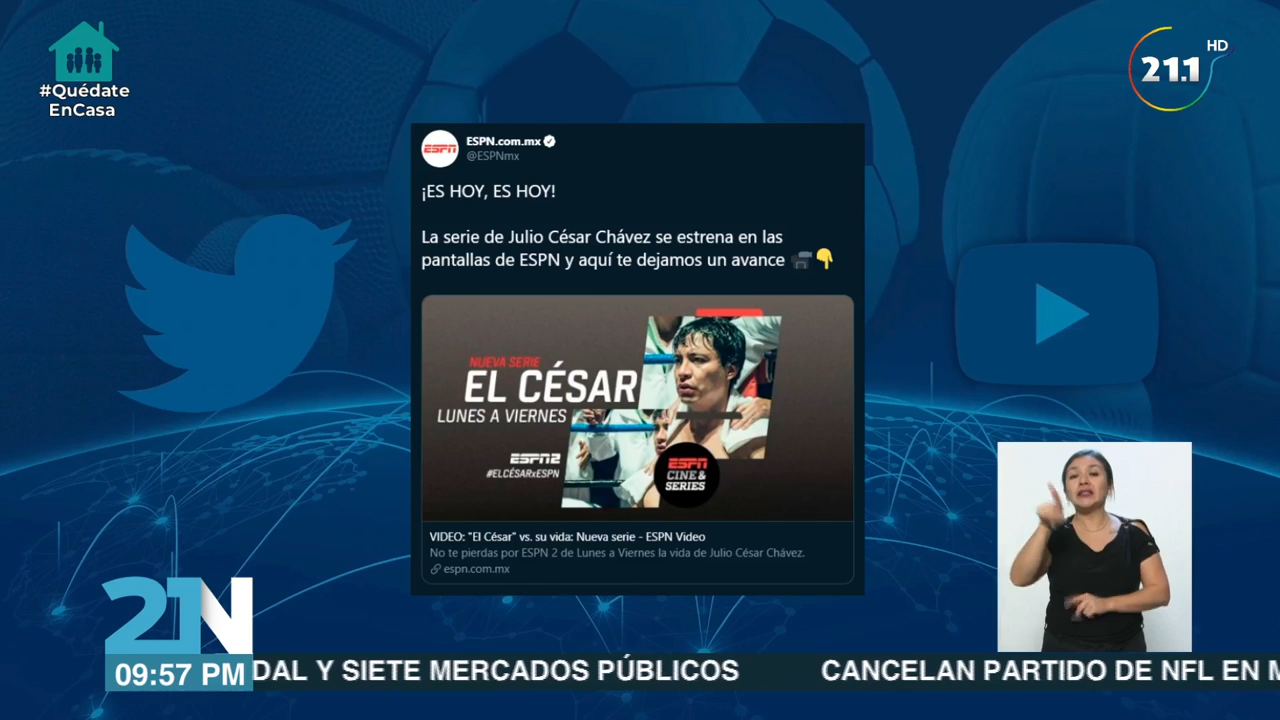 #Quédate
EnCasa
21.1 HD
ESPN
ESPN.com.mx
@ESPNmx
¡ES HOY, ES HOY!
La serie de Julio César Chávez se estrena en las
pantallas de ESPN y aquí te dejamos un avance
NUEVA SERIE
EL CÉSAR
LUNES A VIERNES
ESPN2
#ELCÉSARxESPN
ESPN
CINE &
SERIES
VIDEO: "El César" vs. su vida: Nueva serie - ESPN Video
No te pierdas por ESPN 2 de Lunes a Viernes la vida de Julio César Chávez.
espn.com.mx
21N
09:57 PM
DAL Y SIETE MERCADOS PÚBLICOS CANCELAN PARTIDO DE NFL EN M